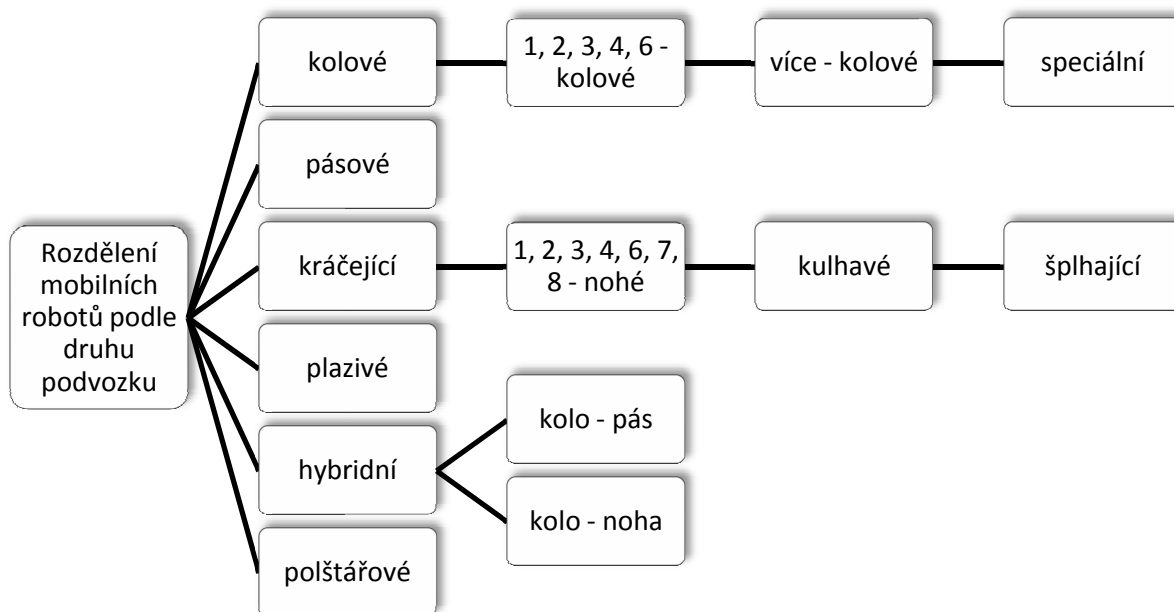 Rozdělení
mobilních
robotů podle
druhu
podvozku
kolové
1, 2, 3, 4, 6 -
kolové
více - kolové
speciální
pásové
kráčející
1, 2, 3, 4, 6, 7,
8 - nohé
kulhavé
šplhající
plazivé
hybridní
kolo - pás
kolo - noha
polštářové